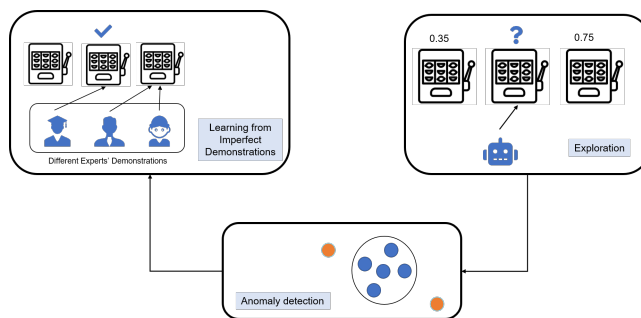 Different Experts' Demonstrations
Learning from
Imperfect
Demonstrations
0.35
?
0.75
Exploration
Anomaly detection